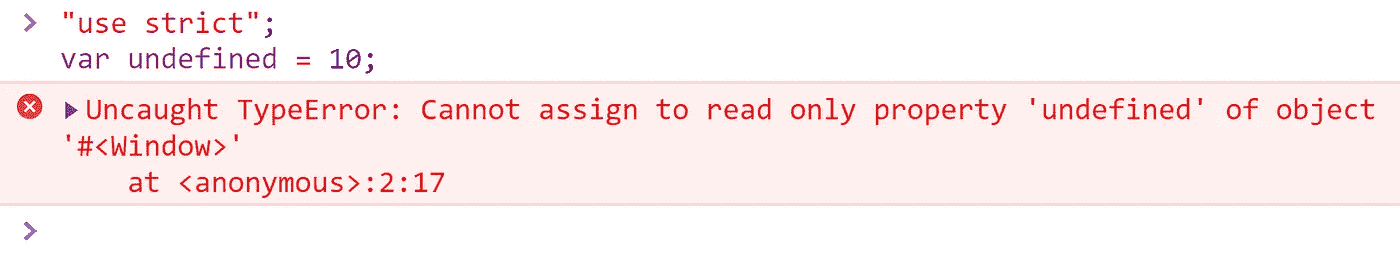 > "use strict";
var undefined = 10;
▶Uncaught TypeError: Cannot assign to read only property 'undefined' of object
'#<Window>'
at <anonymous>:2:17
>